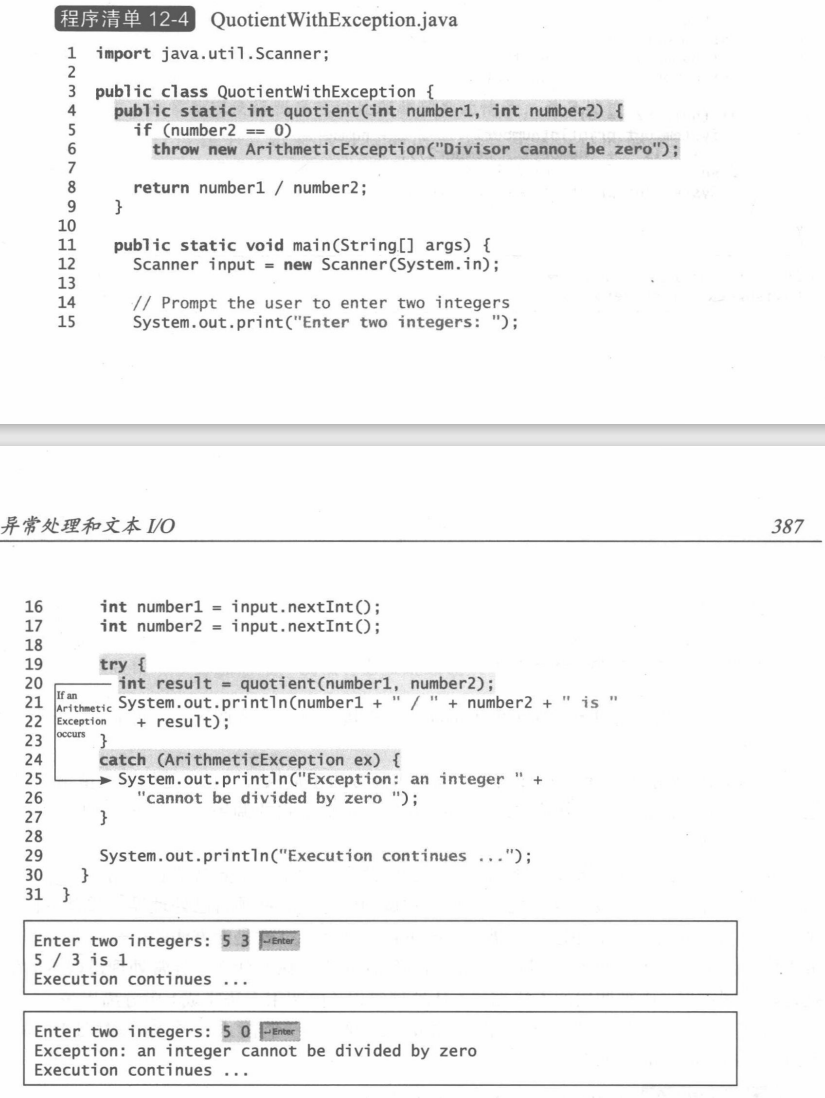 程序清单 12-4 QuotientWithException.java
1 import java.util.Scanner;
2
3 public class QuotientWithException {
4 public static int quotient(int number1, int number2) {
5 if (number2 == 0)
6 throw new ArithmeticException("Divisor cannot be zero");
7
8 return number1 / number2;
9 }
10
11 public static void main(String[] args) {
12 Scanner input = new Scanner(System.in);
13
14 // Prompt the user to enter two integers
15 System.out.print("Enter two integers: ");
异常处理和文本 I/O 387
16 int number1 = input.nextInt();
17 int number2 = input.nextInt();
18
19 try {
20 int result = quotient(number1, number2);
If an
21 System.out.println(number1 + " / " + number2 + " is "
Arithmetic
22 + result);
Exception
23 }
occurs
24 catch (ArithmeticException ex) {
25 System.out.println("Exception: an integer " +
26 "cannot be divided by zero ");
27 }
28
29 System.out.println("Execution continues ...");
30 }
31 }
Enter two integers: 5 3 ↵Enter
5 / 3 is 1
Execution continues ...
Enter two integers: 5 0 ↵Enter
Exception: an integer cannot be divided by zero
Execution continues ...